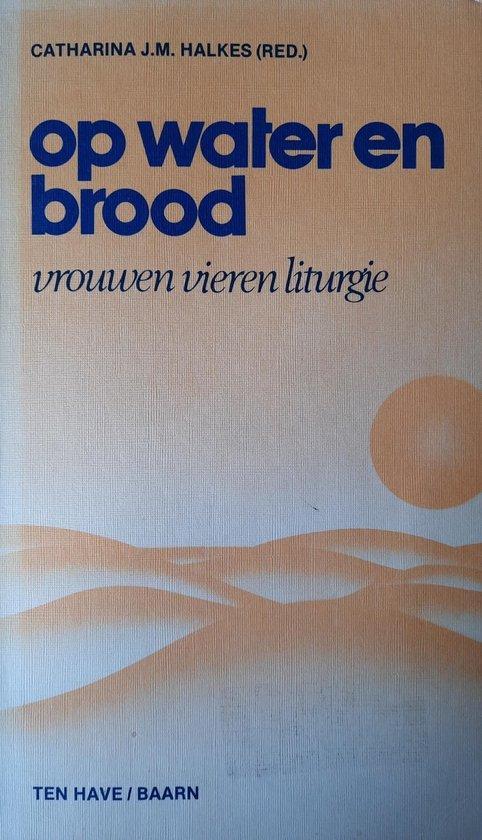 CATHARINA J.M. HALKES (RED.)
op water en
brood
vrouwen vieren liturgie
TEN HAVE / BAARN